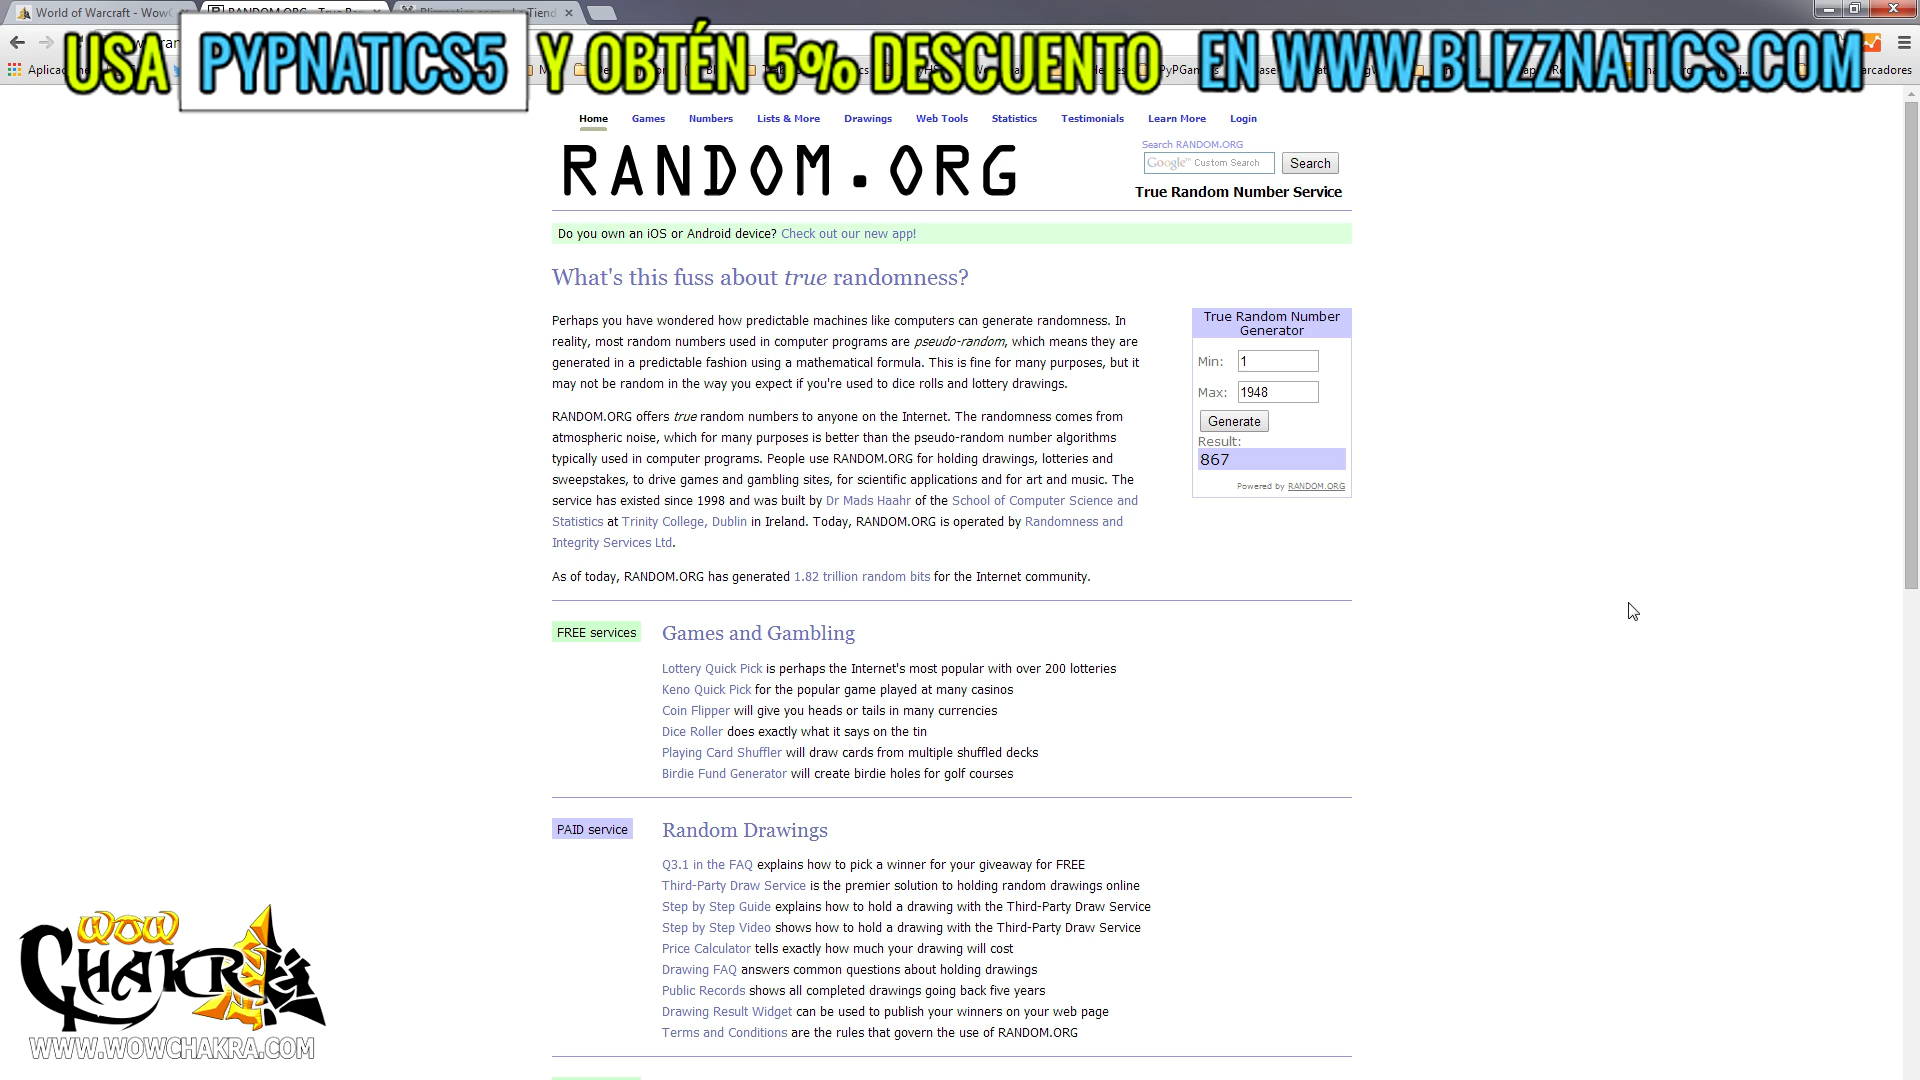 World of Warcraft - WowC
USA PYPNATICS5 Y OBTÉN 5% DESCUENTO EN WWW.BLIZZNATICS.COM
Home Games Numbers Lists & More Drawings Web Tools Statistics Testimonials Learn More Login
RANDOM.ORG
Search RANDOM.ORG
Google™ Custom Search Search
True Random Number Service
Do you own an iOS or Android device? Check out our new app!
What's this fuss about true randomness?
Perhaps you have wondered how predictable machines like computers can generate randomness. In
reality, most random numbers used in computer programs are pseudo-random, which means they are
generated in a predictable fashion using a mathematical formula. This is fine for many purposes, but it
may not be random in the way you expect if you're used to dice rolls and lottery drawings.
RANDOM.ORG offers true random numbers to anyone on the Internet. The randomness comes from
atmospheric noise, which for many purposes is better than the pseudo-random number algorithms
typically used in computer programs. People use RANDOM.ORG for holding drawings, lotteries and
sweepstakes, to drive games and gambling sites, for scientific applications and for art and music. The
service has existed since 1998 and was built by Dr Mads Haahr of the School of Computer Science and
Statistics at Trinity College, Dublin in Ireland. Today, RANDOM.ORG is operated by Randomness and
Integrity Services Ltd.
As of today, RANDOM.ORG has generated 1.82 trillion random bits for the Internet community.
True Random Number
Generator
Min: 1
Max: 1948
Generate
Result:
867
Powered by RANDOM.ORG
FREE services
Games and Gambling
Lottery Quick Pick is perhaps the Internet's most popular with over 200 lotteries
Keno Quick Pick for the popular game played at many casinos
Coin Flipper will give you heads or tails in many currencies
Dice Roller does exactly what it says on the tin
Playing Card Shuffler will draw cards from multiple shuffled decks
Birdie Fund Generator will create birdie holes for golf courses
PAID service
Random Drawings
Q3.1 in the FAQ explains how to pick a winner for your giveaway for FREE
Third-Party Draw Service is the premier solution to holding random drawings online
Step by Step Guide explains how to hold a drawing with the Third-Party Draw Service
Step by Step Video shows how to hold a drawing with the Third-Party Draw Service
Price Calculator tells exactly how much your drawing will cost
Drawing FAQ answers common questions about holding drawings
Public Records shows all completed drawings going back five years
Drawing Result Widget can be used to publish your winners on your web page
Terms and Conditions are the rules that govern the use of RANDOM.ORG
WOW
CHAKRA
WWW.WOWCHAKRA.COM